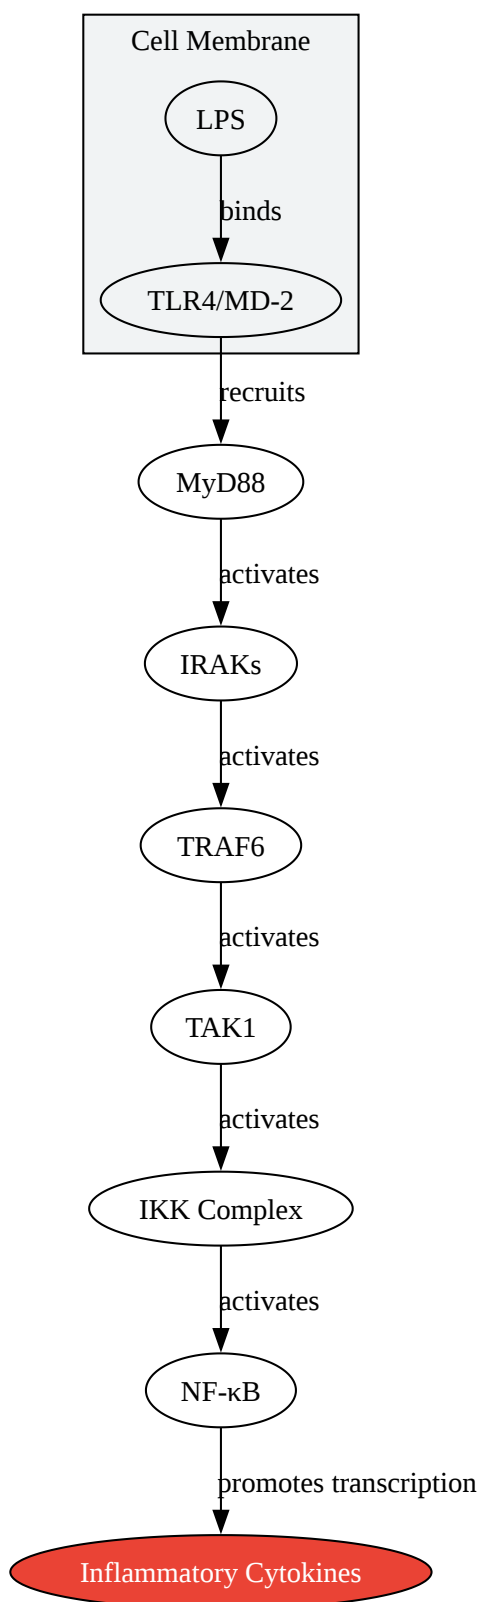 Cell Membrane
LPS
binds
TLR4/MD-2
recruits
MyD88
activates
IRAKs
activates
TRAF6
activates
TAK1
activates
IKK Complex
activates
NF-κB
promotes transcription
Inflammatory Cytokines